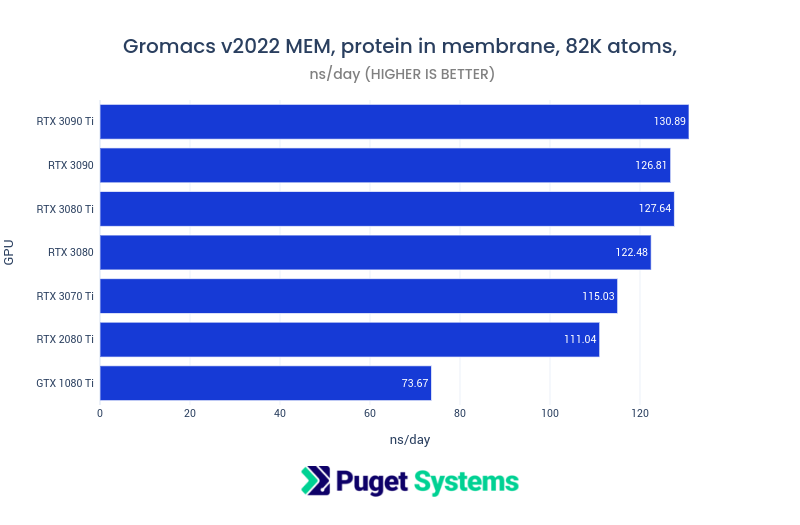 Gromacs v2022 MEM, protein in membrane, 82K atoms,
ns/day (HIGHER IS BETTER)
RTX 3090 Ti 130.89
RTX 3090 126.81
RTX 3080 Ti 127.64
RTX 3080 122.48
RTX 3070 Ti 115.03
RTX 2080 Ti 111.04
GTX 1080 Ti 73.67
GPU
0 20 40 60 80 100 120
ns/day
Puget Systems